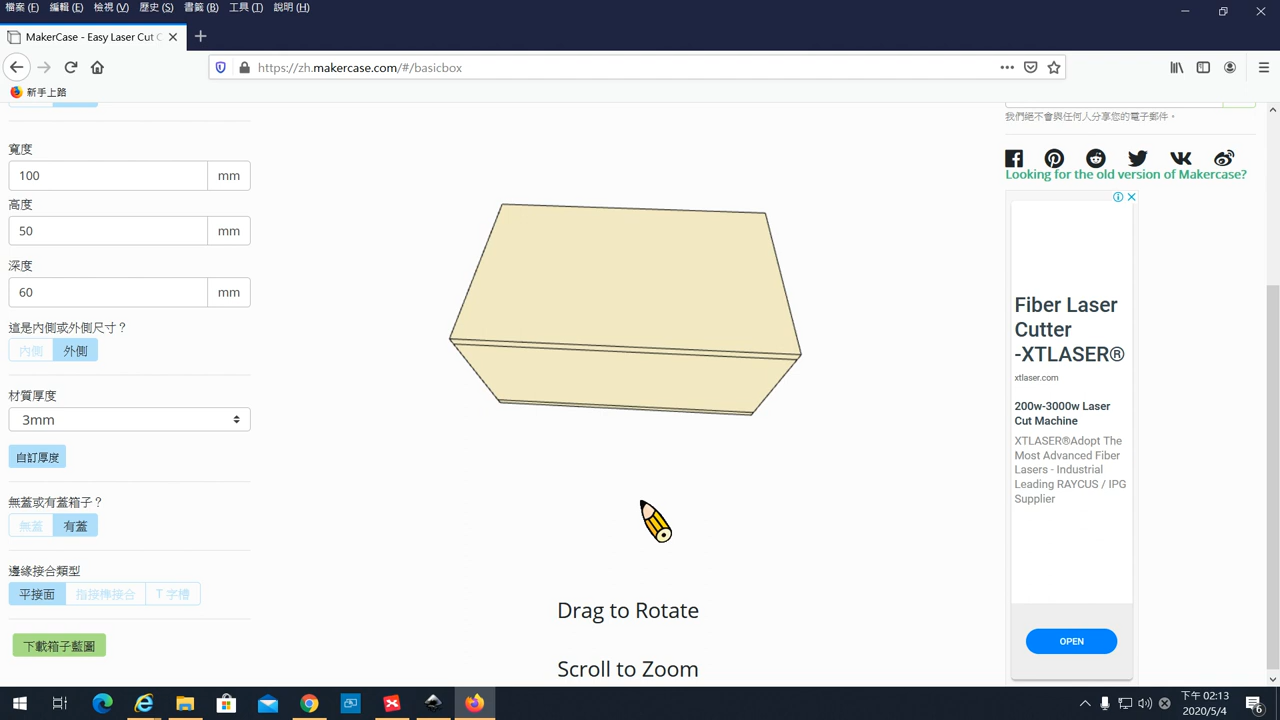 檔案 (F) 編輯 (E) 檢視 (V) 歷史 (S) 書籤 (B) 工具 (T) 說明 (H)
MakerCase - Easy Laser Cut C
https://zh.makercase.com/#/basicbox
新手上路
寬度
100 mm
高度
50 mm
深度
60 mm
這是內側或外側尺寸？
內側 外側
材質厚度
3mm
自訂厚度
無蓋或有蓋箱子？
無蓋 有蓋
邊緣接合類型
平接面 指接榫接合 T 字槽
下載箱子藍圖
Drag to Rotate
Scroll to Zoom
我們絕不會與任何人分享您的電子郵件。
Looking for the old version of Makercase?
Fiber Laser
Cutter
-XTLASER®
xtlaser.com
200w-3000w Laser
Cut Machine
XTLASER®Adopt The
Most Advanced Fiber
Lasers - Industrial
Leading RAYCUS / IPG
Supplier
OPEN
下午 02:13
2020/5/4
6